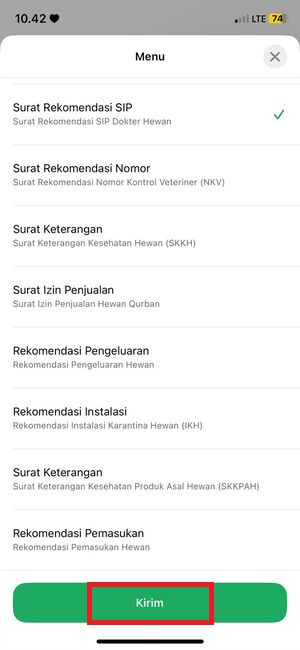 10.42
LTE 74
Menu
Surat Rekomendasi SIP
Surat Rekomendasi SIP Dokter Hewan
Surat Rekomendasi Nomor
Surat Rekomendasi Nomor Kontrol Veteriner (NKV)
Surat Keterangan
Surat Keterangan Kesehatan Hewan (SKKH)
Surat Izin Penjualan
Surat Izin Penjualan Hewan Qurban
Rekomendasi Pengeluaran
Rekomendasi Pengeluaran Hewan
Rekomendasi Instalasi
Rekomendasi Instalasi Karantina Hewan (IKH)
Surat Keterangan
Surat Keterangan Kesehatan Produk Asal Hewan (SKKPAH)
Rekomendasi Pemasukan
Rekomendasi Pemasukan Hewan
Kirim